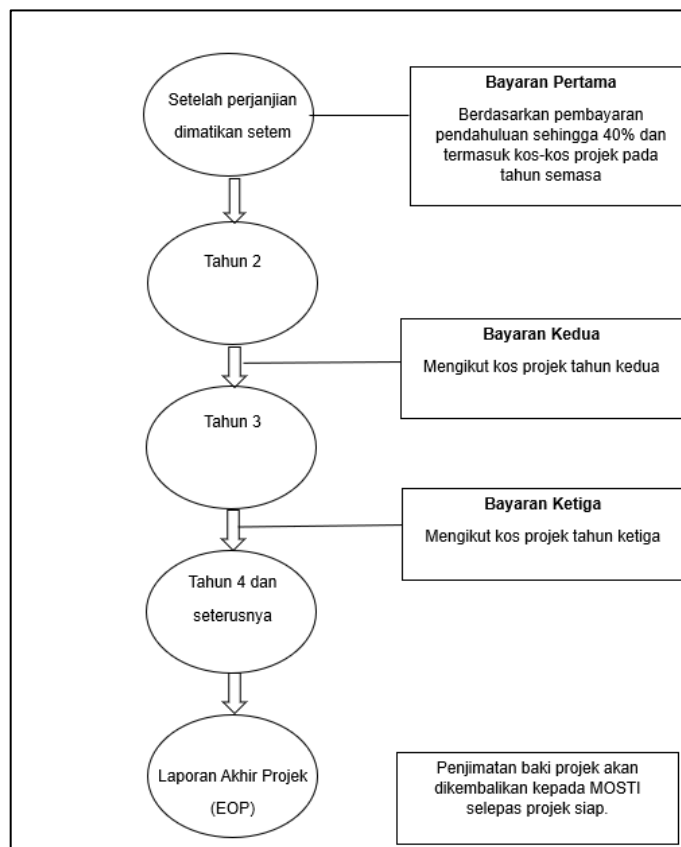 Setelah perjanjian
dimatikan setem
Bayaran Pertama
Berdasarkan pembayaran
pendahuluan sehingga 40% dan
termasuk kos-kos projek pada
tahun semasa
Tahun 2
Bayaran Kedua
Mengikut kos projek tahun kedua
Tahun 3
Bayaran Ketiga
Mengikut kos projek tahun ketiga
Tahun 4 dan
seterusnya
Laporan Akhir Projek
(EOP)
Penjimatan baki projek akan
dikembalikan kepada MOSTI
selepas projek siap.